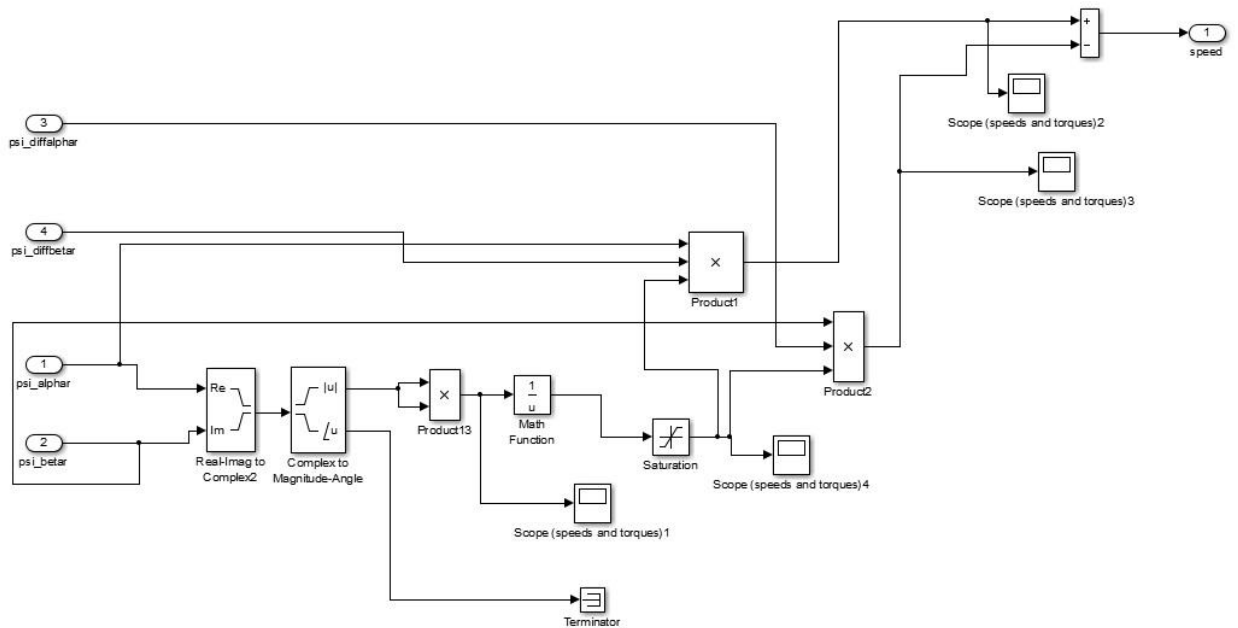 +
−
1
speed
Scope (speeds and torques)2
3
psi_diffalphar
Scope (speeds and torques)3
4
psi_diffbetar
×
Product1
×
Product2
1
psi_alphar
Re
Im
Real-Imag to
Complex2
|u|
∠u
Complex to
Magnitude-Angle
×
Product13
1
u
Math
Function
Saturation
2
psi_betar
Scope (speeds and torques)4
Scope (speeds and torques)1
Terminator